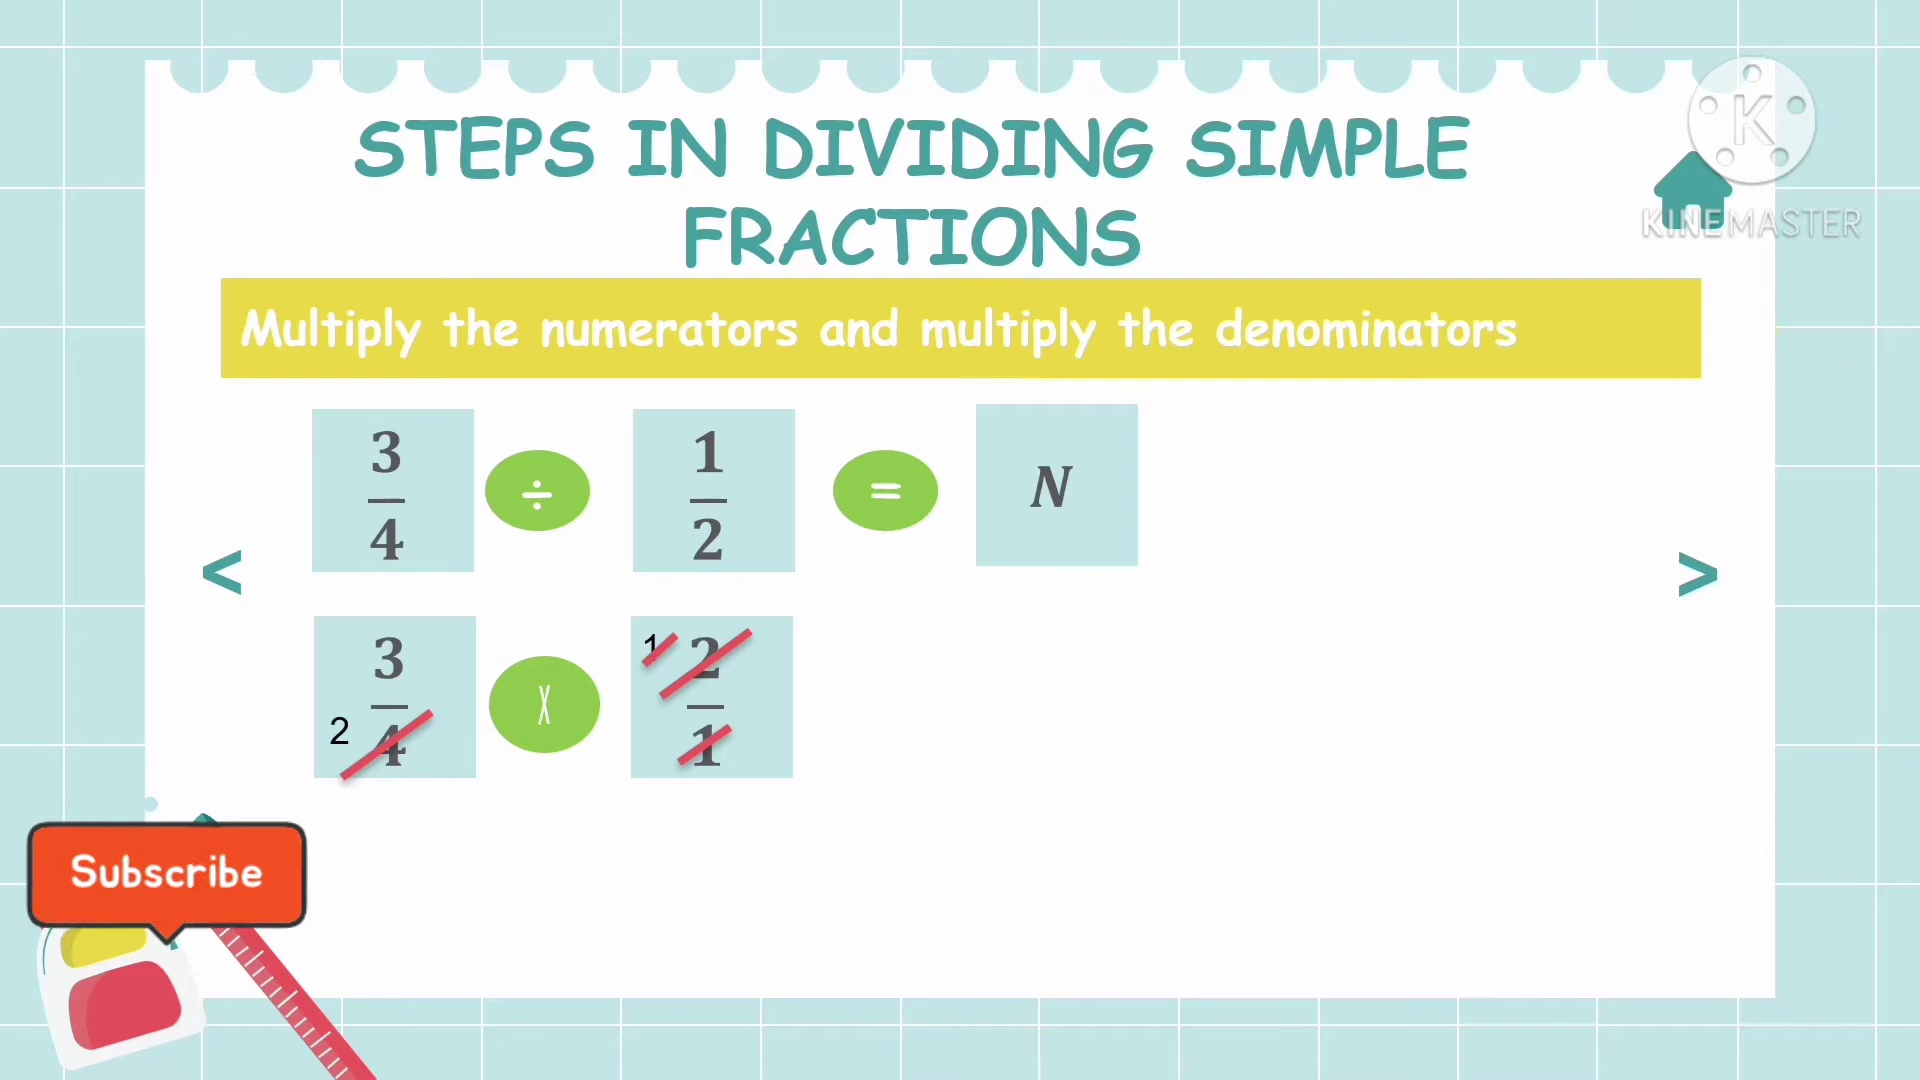 STEPS IN DIVIDING SIMPLE
FRACTIONS
K
KINEMASTER
Multiply the numerators and multiply the denominators
3/4 ÷ 1/2 = N
< >
3/4 2 X 1 2/1
Subscribe